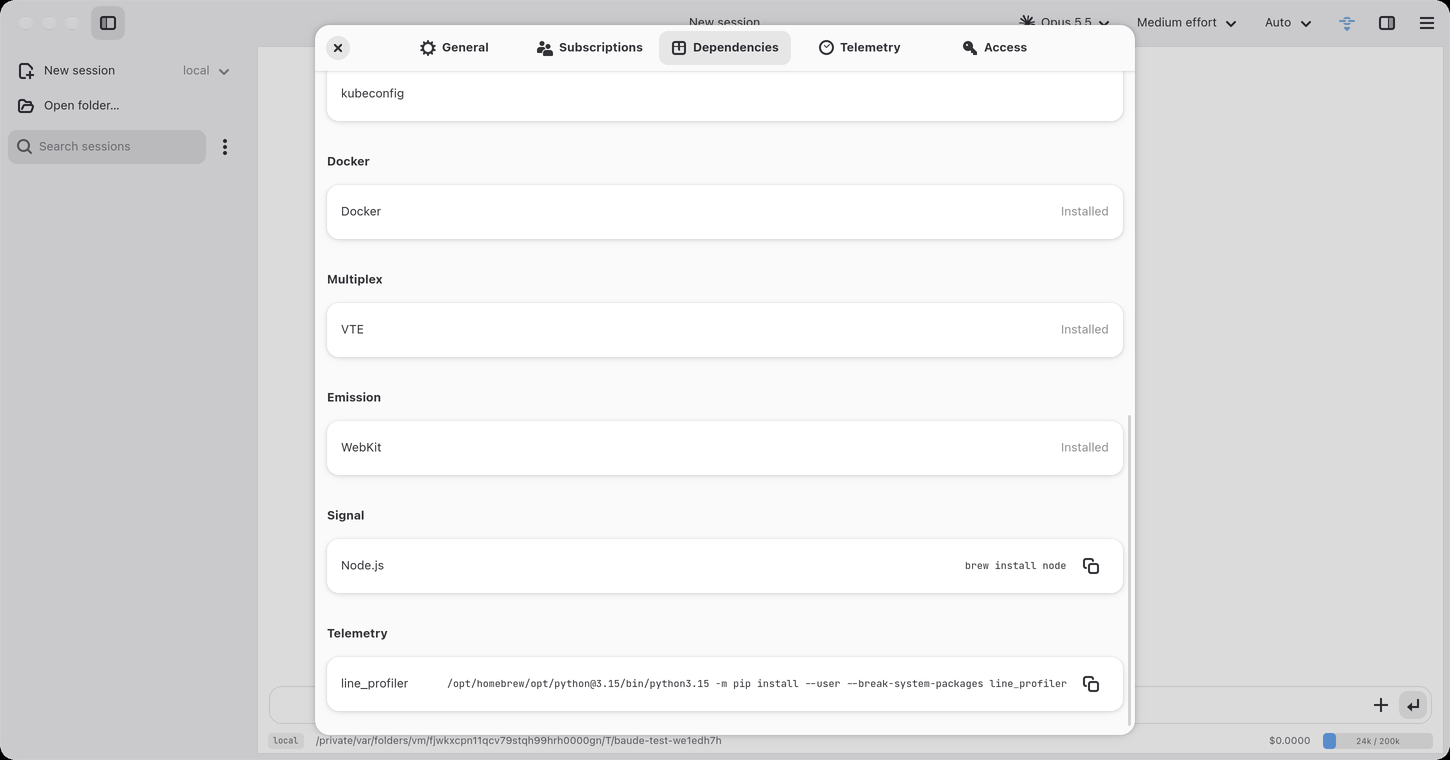 New session
Opus 5.5
Medium effort
Auto
New session
local
Open folder...
Search sessions
General
Subscriptions
Dependencies
Telemetry
Access
kubeconfig
Docker
Docker
Installed
Multiplex
VTE
Installed
Emission
WebKit
Installed
Signal
Node.js
brew install node
Telemetry
line_profiler
/opt/homebrew/opt/python@3.15/bin/python3.15 -m pip install --user --break-system-packages line_profiler
local
/private/var/folders/vm/fjwkxcpn11qcv79stqh99hrh0000gn/T/baude-test-we1edh7h
$0.0000
24k / 200k